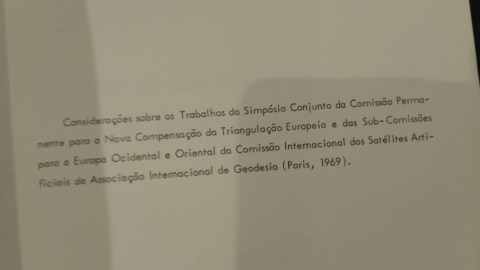 Considerações sobre os Trabalhos do Simpósio Conjunto da Comissão Perma-
nente para a Nova Compensação da Triangulação Europeia e das Sub-Comissões
para a Europa Ocidental e Oriental da Comissão Internacional dos Satélites Arti-
ficiais da Associação Internacional de Geodesia (Paris, 1969).